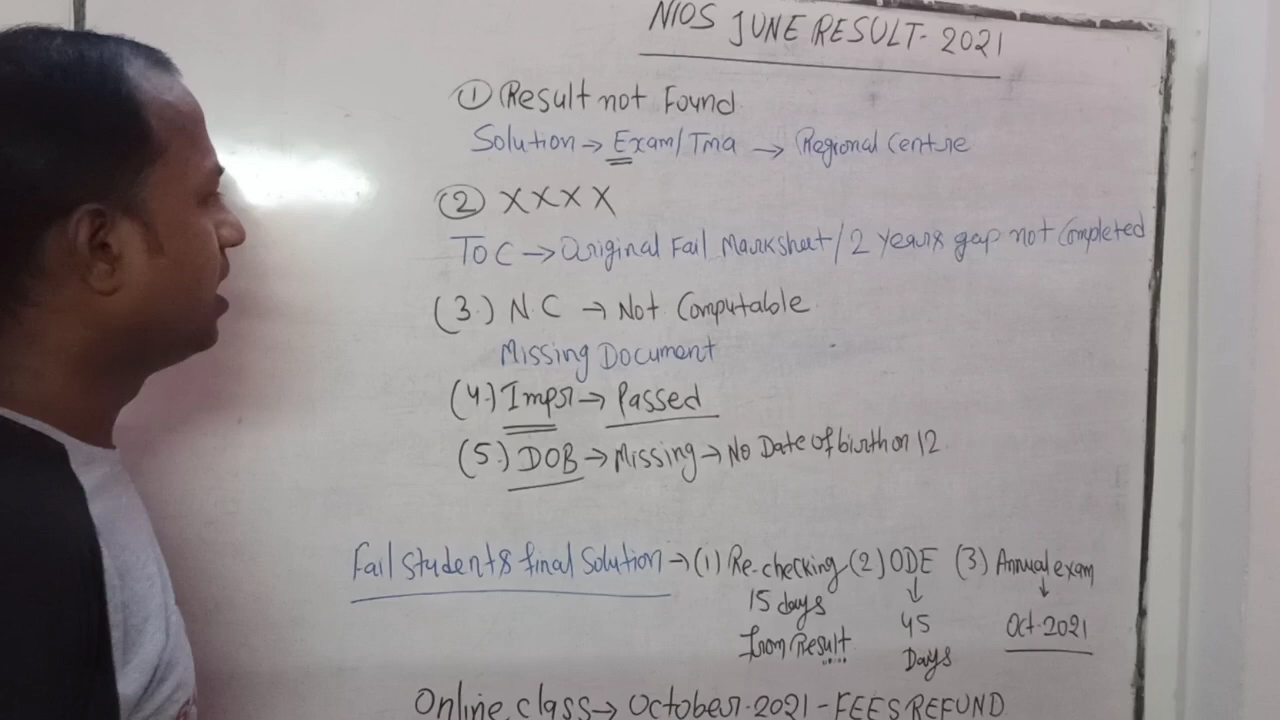 NIOS JUNE RESULT- 2021
① Result not Found
Solution → Exam/Tma → Regional Centre
② XXXX
TOC → Original Fail Marksheet/2 years gap not Completed
(3.) N.C → Not Computable.
Missing Document
(4.) Impr → Passed
(5.) DOB → Missing → No Date of birth on 12
Fail students final Solution → (1) Re-checking (2) ODE (3) Annual exam
15 days ↓ ↓
from Result 45 Oct-2021
Days
Online class → October-2021 - FEES REFUND